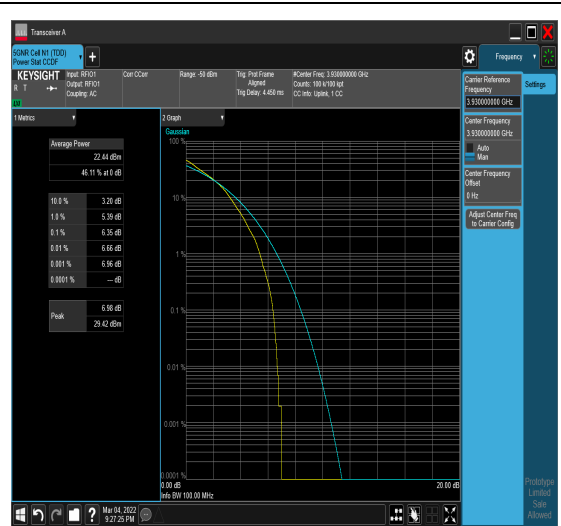 Transceiver A
5GNR Cell N1 (TDD)
Power Stat CCDF
Frequency
KEYSIGHT
R T
LV
Input: RFIO1
Output: RFIO1
Coupling: AC
Corr CCorr
Range: -50 dBm
Trig: Prot Frame
Aligned
Trig Delay: 4.450 ms
#Center Freq: 3.930000000 GHz
Counts: 100 k/100 kpt
CC Info: Uplink, 1 CC
1 Metrics
Average Power
22.44 dBm
46.11 % at 0 dB
10.0 % 3.20 dB
1.0 % 5.39 dB
0.1 % 6.35 dB
0.01 % 6.66 dB
0.001 % 6.96 dB
0.0001 % --- dB
Peak 6.98 dB
29.42 dBm
2 Graph
Gaussian
100 %
10 %
1 %
0.1 %
0.01 %
0.001 %
0.0001 %
0.00 dB 20.00 dB
Info BW 100.00 MHz
Carrier Reference
Frequency
3.930000000 GHz
Center Frequency
3.930000000 GHz
Auto
Man
Center Frequency
Offset
0 Hz
Adjust Center Freq
to Carrier Config
Settings
Prototype
Limited
Sale
Allowed
Mar 04, 2022
9:27:25 PM